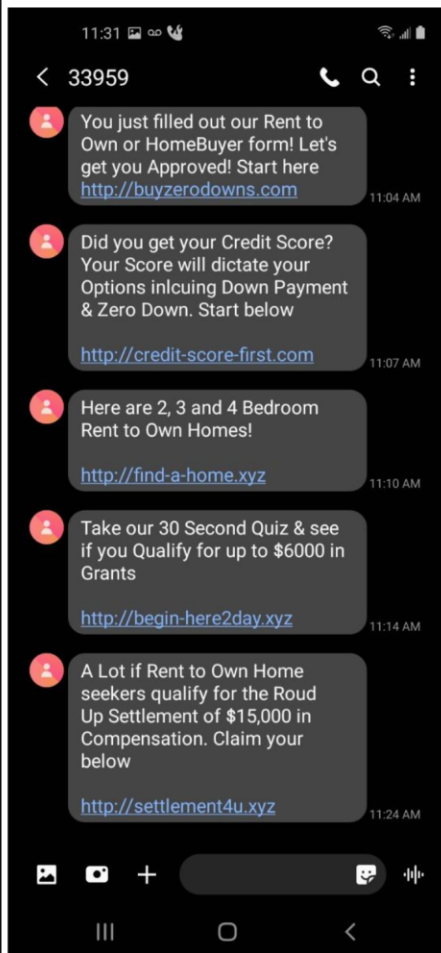 11:31
33959
You just filled out our Rent to
Own or HomeBuyer form! Let's
get you Approved! Start here
http://buyzerodowns.com
11:04 AM
Did you get your Credit Score?
Your Score will dictate your
Options inlcuing Down Payment
& Zero Down. Start below
http://credit-score-first.com
11:07 AM
Here are 2, 3 and 4 Bedroom
Rent to Own Homes!
http://find-a-home.xyz
11:10 AM
Take our 30 Second Quiz & see
if you Qualify for up to $6000 in
Grants
http://begin-here2day.xyz
11:14 AM
A Lot if Rent to Own Home
seekers qualify for the Roud
Up Settlement of $15,000 in
Compensation. Claim your
below
http://settlement4u.xyz
11:24 AM